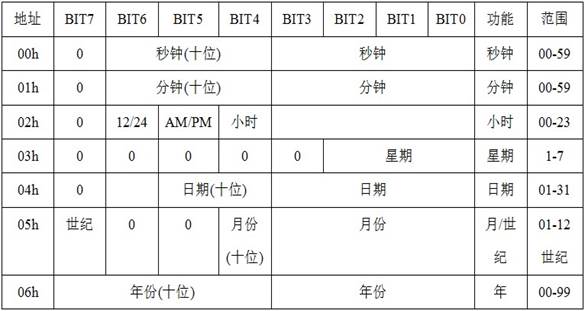 地址 BIT7 BIT6 BIT5 BIT4 BIT3 BIT2 BIT1 BIT0 功能 范围
00h 0 秒钟(十位) 秒钟 秒钟 00-59
01h 0 分钟(十位) 分钟 分钟 00-59
02h 0 12/24 AM/PM 小时 小时 00-23
03h 0 0 0 0 0 星期 星期 1-7
04h 0 日期(十位) 日期 日期 01-31
05h 世纪 0 0 月份 月份 月/世 01-12
(十位) 纪 世纪
06h 年份(十位) 年份 年 00-99